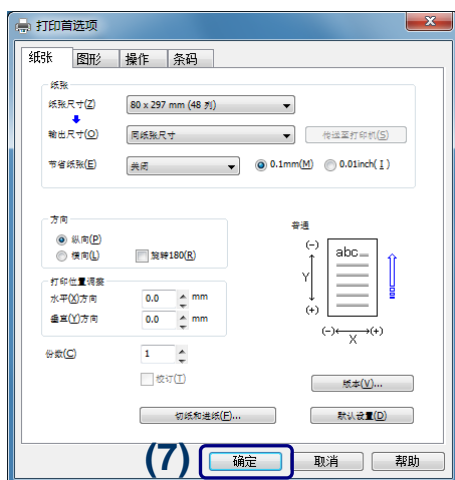 打印首选项
纸张 图形 操作 条码
纸张
纸张尺寸(Z) 80 x 297 mm (48 列)
输出尺寸(O) 同纸张尺寸 传送至打印机(S)
节省纸张(E) 关闭 0.1mm(M) 0.01inch(I)
方向
纵向(P)
横向(L) 旋转180(R)
打印位置调整
水平(X)方向 0.0 mm
垂直(Y)方向 0.0 mm
份数(C) 1
校订(T)
普通
(-)
abc
Y
(+)
(-) (+)
X
版本(V)...
切纸和进纸(F)... 默认设置(D)
(7) 确定 取消 帮助